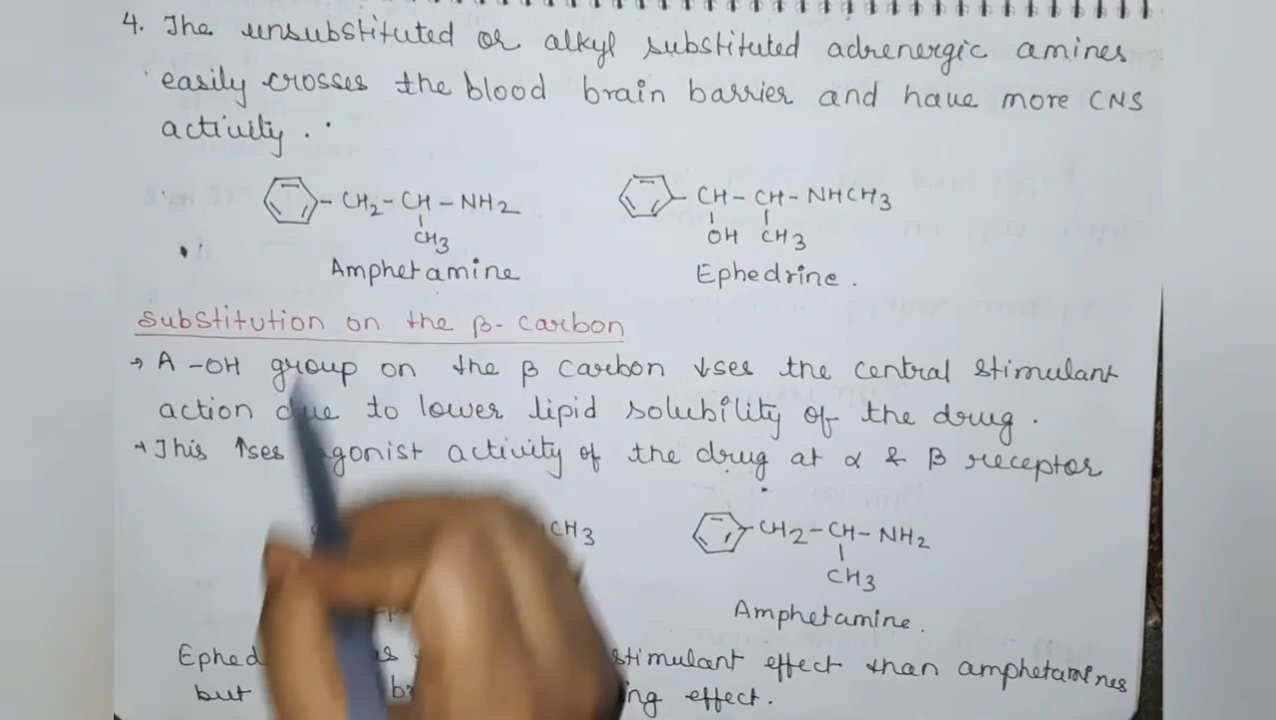 4. The unsubstituted or alkyl substituted adrenergic amines
easily crosses the blood brain barrier and have more CNS
activity.
- CH2 - CH - NH2
CH3
Amphetamine
CH - CH - NHCH3
OH CH3
Ephedrine.
Substitution on the β-carbon
→ A -OH group on the β carbon ↓ses the central stimulant
action due to lower lipid solubility of the drug.
→ This ↑ses agonist activity of the drug at α & β receptor
CH3
CH2-CH-NH2
CH3
Amphetamine.
stimulant effect than amphetamines
but effect.